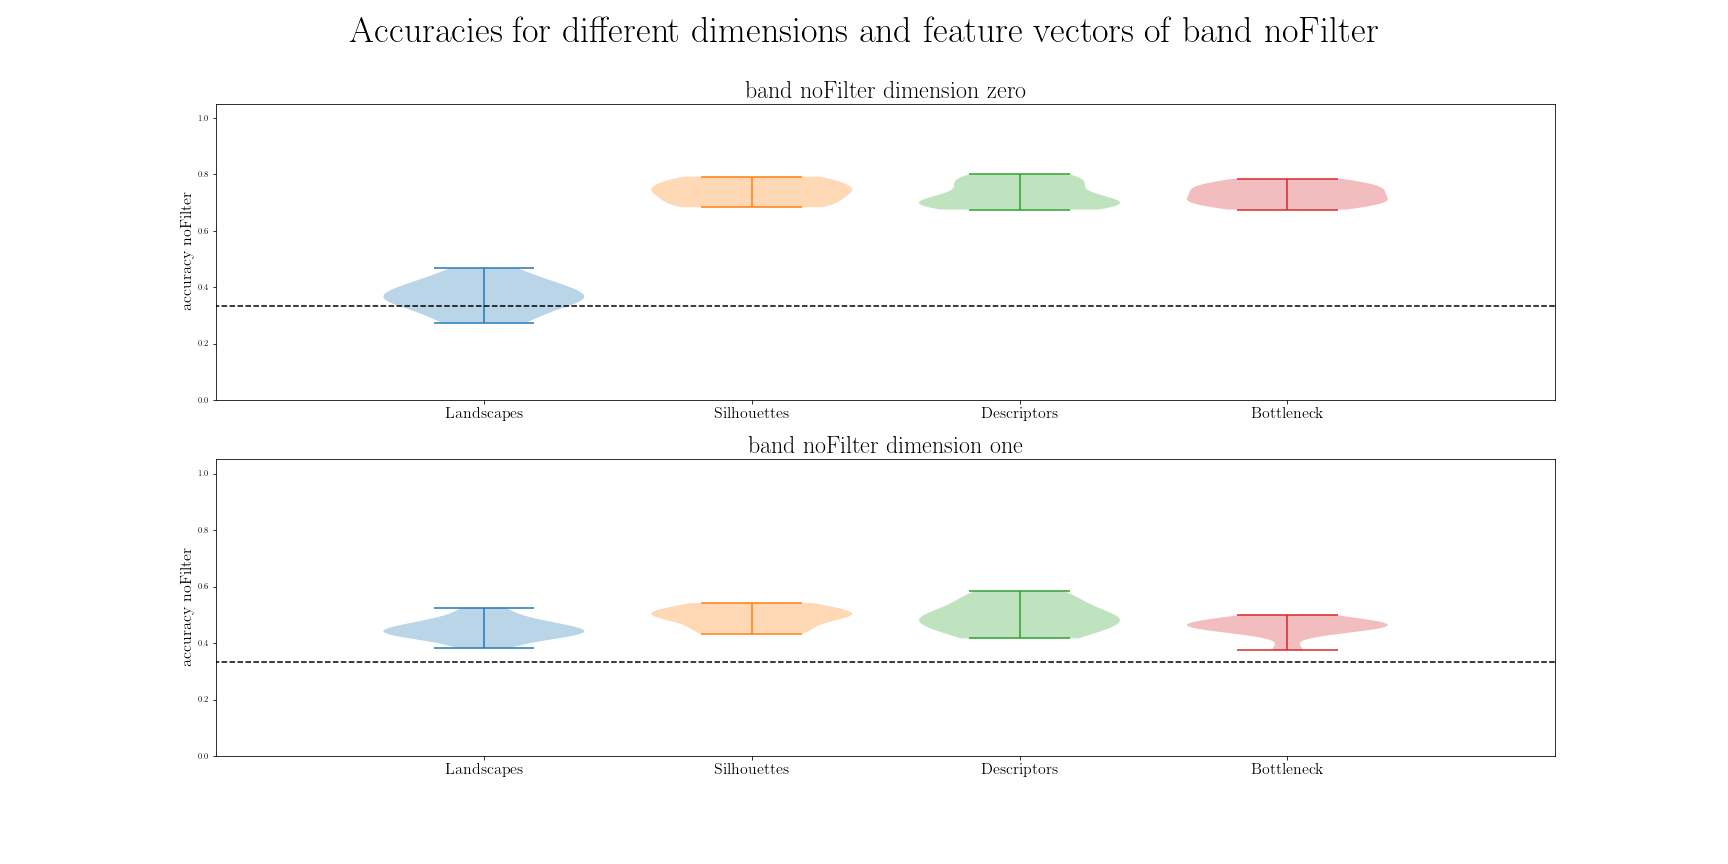 Accuracies for different dimensions and feature vectors of band noFilter
band noFilter dimension zero
accuracy noFilter
1.0
0.8
0.6
0.4
0.2
0.0
Landscapes Silhouettes Descriptors Bottleneck
band noFilter dimension one
accuracy noFilter
1.0
0.8
0.6
0.4
0.2
0.0
Landscapes Silhouettes Descriptors Bottleneck